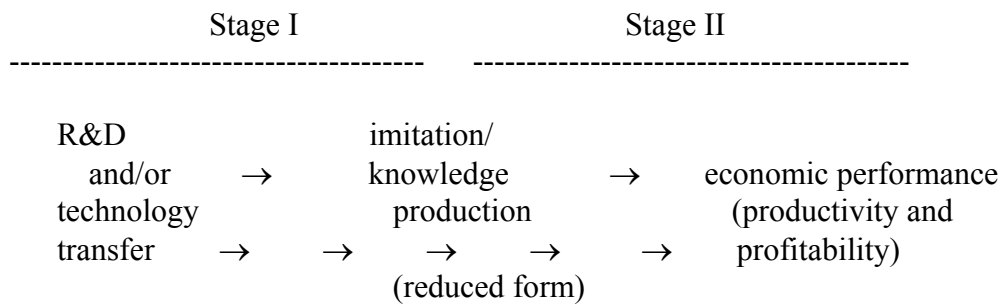 Stage I Stage II
--------------------------------------- -----------------------------------------
R&D imitation/
and/or → knowledge → economic performance
technology production (productivity and
transfer → → → → → profitability)
(reduced form)